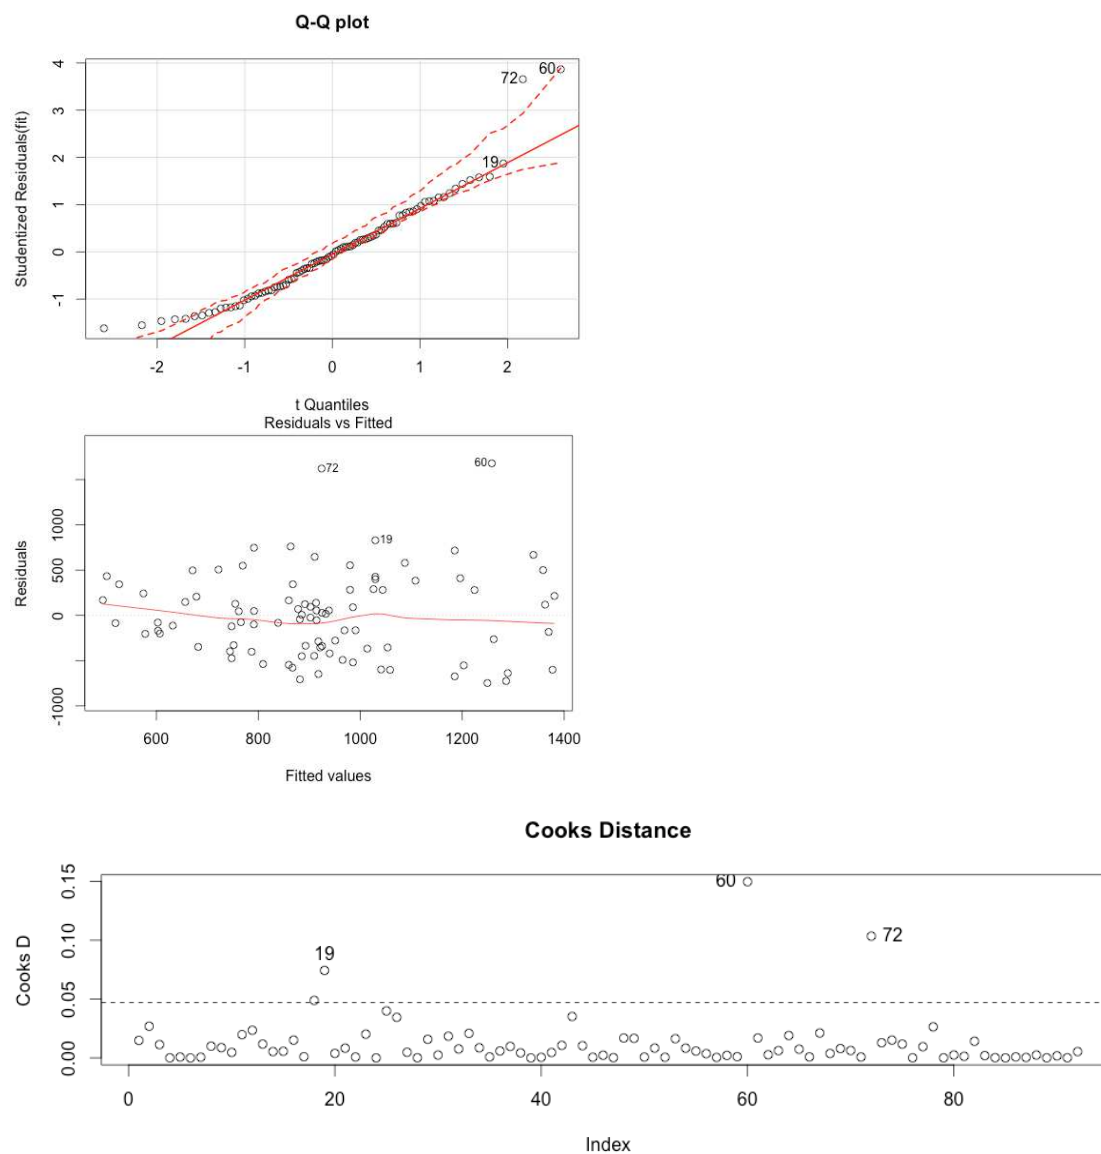 Q-Q plot
4
3
2
1
0
-1
Studentized Residuals(fit)
60
72
19
-2 -1 0 1 2
t Quantiles
Residuals vs Fitted
1000
500
0
-1000
Residuals
72
60
19
600 800 1000 1200 1400
Fitted values
Cooks Distance
0.15
0.10
0.05
0.00
Cooks D
60
72
19
0 20 40 60 80
Index